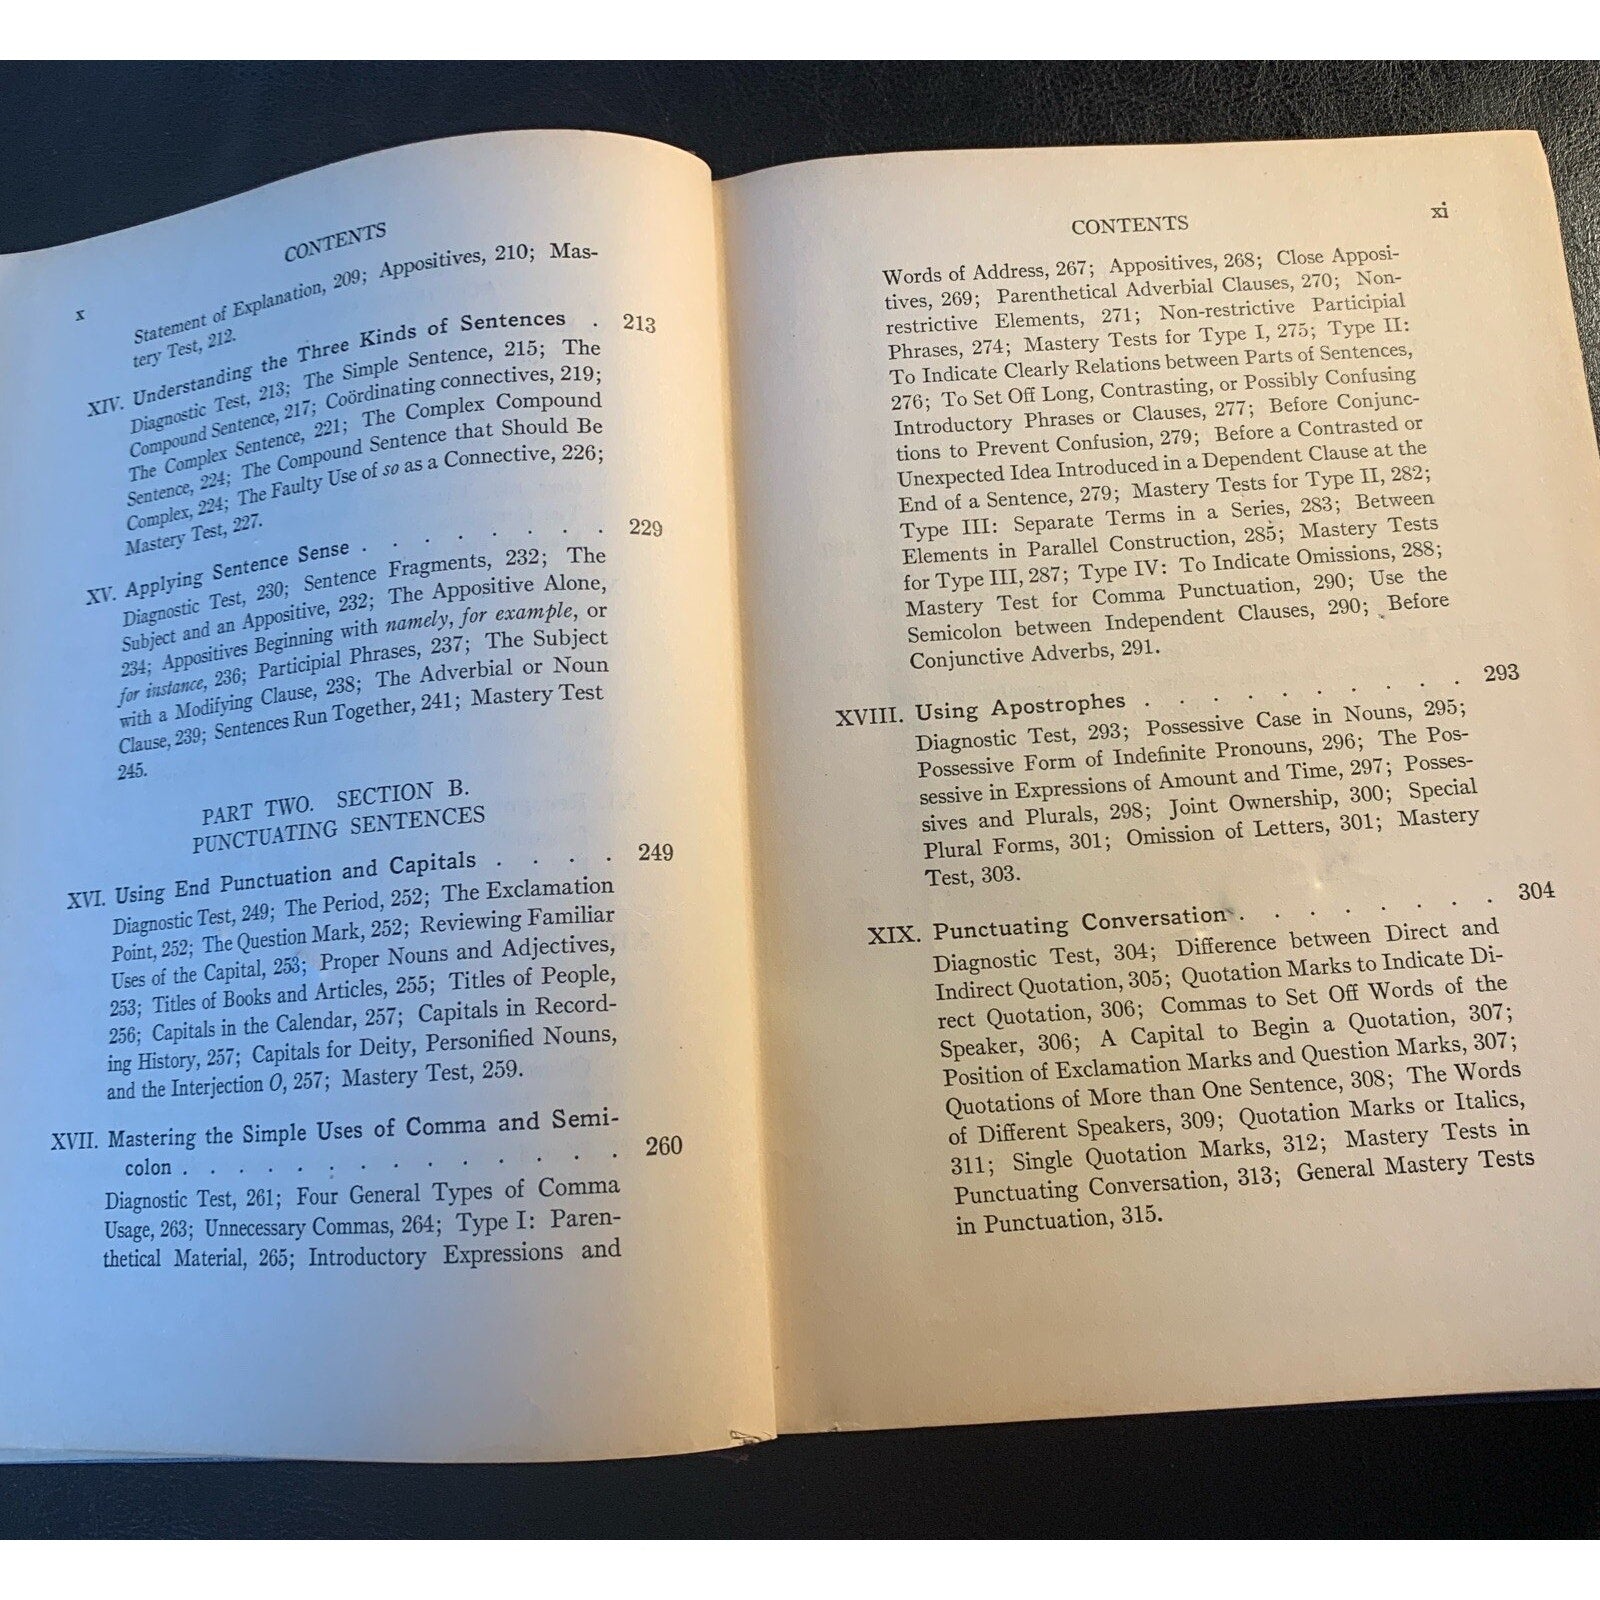 CONTENTS
x
Statement of Explanation, 209; Appositives, 210; Mas-
tery Test, 212.
XIV. Understanding the Three Kinds of Sentences . 213
Diagnostic Test, 213; The Simple Sentence, 215; The
Compound Sentence, 217; Coördinating connectives, 219;
The Complex Sentence, 221; The Complex Compound
Sentence, 224; The Compound Sentence that Should Be
Complex, 224; The Faulty Use of so as a Connective, 226;
Mastery Test, 227.
XV. Applying Sentence Sense . . . . . . . . 229
Diagnostic Test, 230; Sentence Fragments, 232; The
Subject and an Appositive, 232; The Appositive Alone,
234; Appositives Beginning with namely, for example, or
for instance, 236; Participial Phrases, 237; The Subject
with a Modifying Clause, 238; The Adverbial or Noun
Clause, 239; Sentences Run Together, 241; Mastery Test
245.
PART TWO. SECTION B.
PUNCTUATING SENTENCES
XVI. Using End Punctuation and Capitals . . . . 249
Diagnostic Test, 249; The Period, 252; The Exclamation
Point, 252; The Question Mark, 252; Reviewing Familiar
Uses of the Capital, 253; Proper Nouns and Adjectives,
253; Titles of Books and Articles, 255; Titles of People,
256; Capitals in the Calendar, 257; Capitals in Record-
ing History, 257; Capitals for Deity, Personified Nouns,
and the Interjection O, 257; Mastery Test, 259.
XVII. Mastering the Simple Uses of Comma and Semi-
colon . . . . . . . . . . . . . 260
Diagnostic Test, 261; Four General Types of Comma
Usage, 263; Unnecessary Commas, 264; Type I: Paren-
thetical Material, 265; Introductory Expressions and
CONTENTS
xi
Words of Address, 267; Appositives, 268; Close Apposi-
tives, 269; Parenthetical Adverbial Clauses, 270; Non-
restrictive Elements, 271; Non-restrictive Participial
Phrases, 274; Mastery Tests for Type I, 275; Type II:
To Indicate Clearly Relations between Parts of Sentences,
276; To Set Off Long, Contrasting, or Possibly Confusing
Introductory Phrases or Clauses, 277; Before Conjunc-
tions to Prevent Confusion, 279; Before a Contrasted or
Unexpected Idea Introduced in a Dependent Clause at the
End of a Sentence, 279; Mastery Tests for Type II, 282;
Type III: Separate Terms in a Series, 283; Between
Elements in Parallel Construction, 285; Mastery Tests
for Type III, 287; Type IV: To Indicate Omissions, 288;
Mastery Test for Comma Punctuation, 290; Use the
Semicolon between Independent Clauses, 290; Before
Conjunctive Adverbs, 291.
XVIII. Using Apostrophes . . . . . . . . . 293
Diagnostic Test, 293; Possessive Case in Nouns, 295;
Possessive Form of Indefinite Pronouns, 296; The Pos-
sessive in Expressions of Amount and Time, 297; Posses-
sives and Plurals, 298; Joint Ownership, 300; Special
Plural Forms, 301; Omission of Letters, 301; Mastery
Test, 303.
XIX. Punctuating Conversation . . . . . . . . 304
Diagnostic Test, 304; Difference between Direct and
Indirect Quotation, 305; Quotation Marks to Indicate Di-
rect Quotation, 306; Commas to Set Off Words of the
Speaker, 306; A Capital to Begin a Quotation, 307;
Position of Exclamation Marks and Question Marks, 307;
Quotations of More than One Sentence, 308; The Words
of Different Speakers, 309; Quotation Marks or Italics,
311; Single Quotation Marks, 312; Mastery Tests in
Punctuating Conversation, 313; General Mastery Tests
in Punctuation, 315.